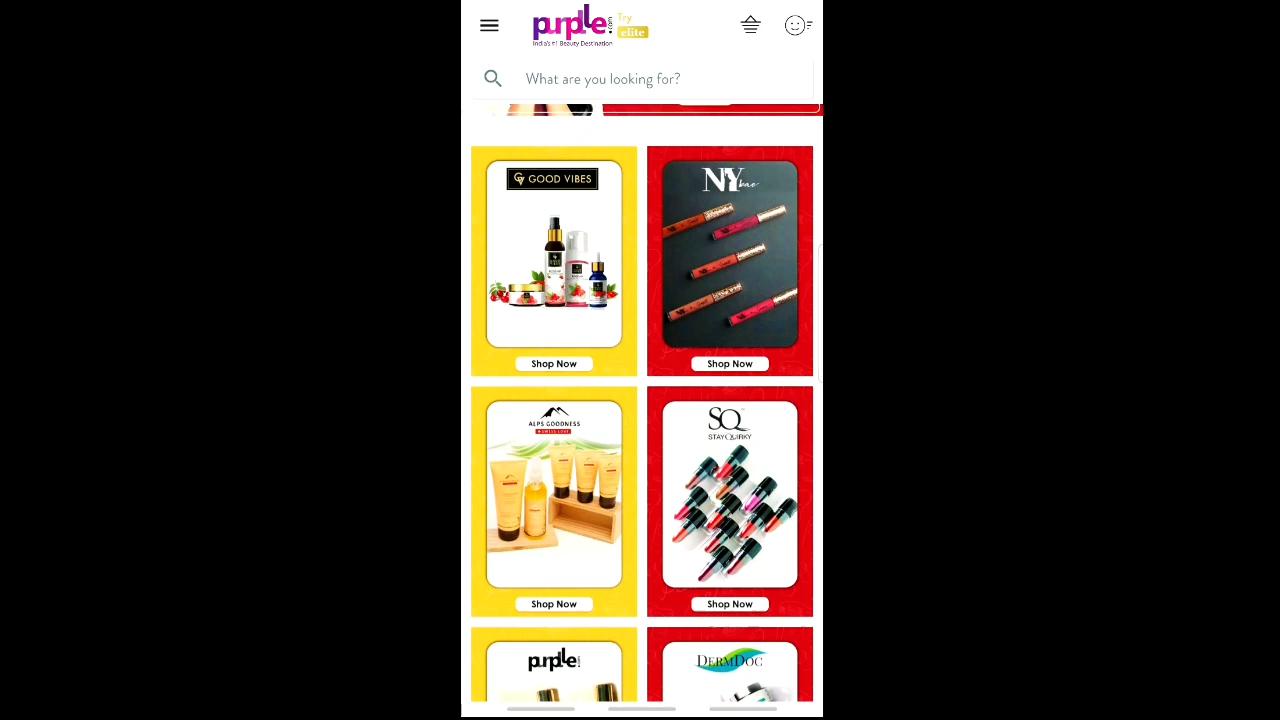 purplle.com
Try
elite
India's #1 Beauty Destination
What are you looking for?
GV GOOD VIBES
NY bae
Shop Now
Shop Now
ALPS GOODNESS
SWISS LOVE
SQ
STAY QUIRKY
Shop Now
Shop Now
purplle
DERMDOC